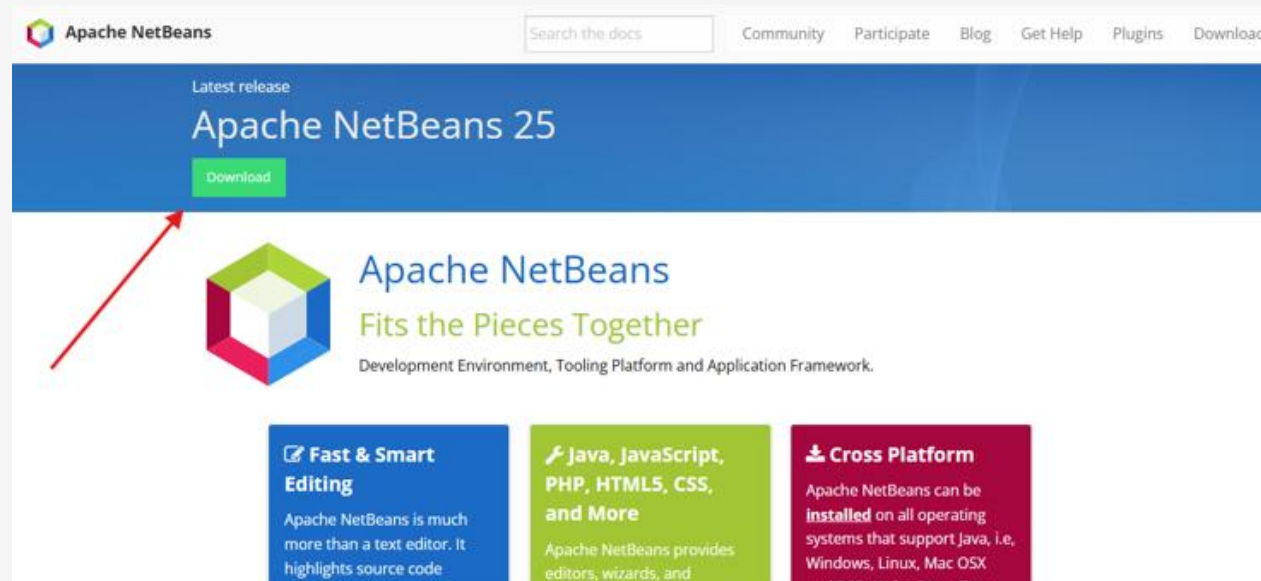 Apache NetBeans
Search the docs
Community
Participate
Blog
Get Help
Plugins
Download
Latest release
Apache NetBeans 25
Download
Apache NetBeans
Fits the Pieces Together
Development Environment, Tooling Platform and Application Framework.
Fast & Smart
Editing
Apache NetBeans is much
more than a text editor. It
highlights source code
Java, JavaScript,
PHP, HTML5, CSS,
and More
Apache NetBeans provides
editors, wizards, and
Cross Platform
Apache NetBeans can be
installed on all operating
systems that support Java, i.e,
Windows, Linux, Mac OSX